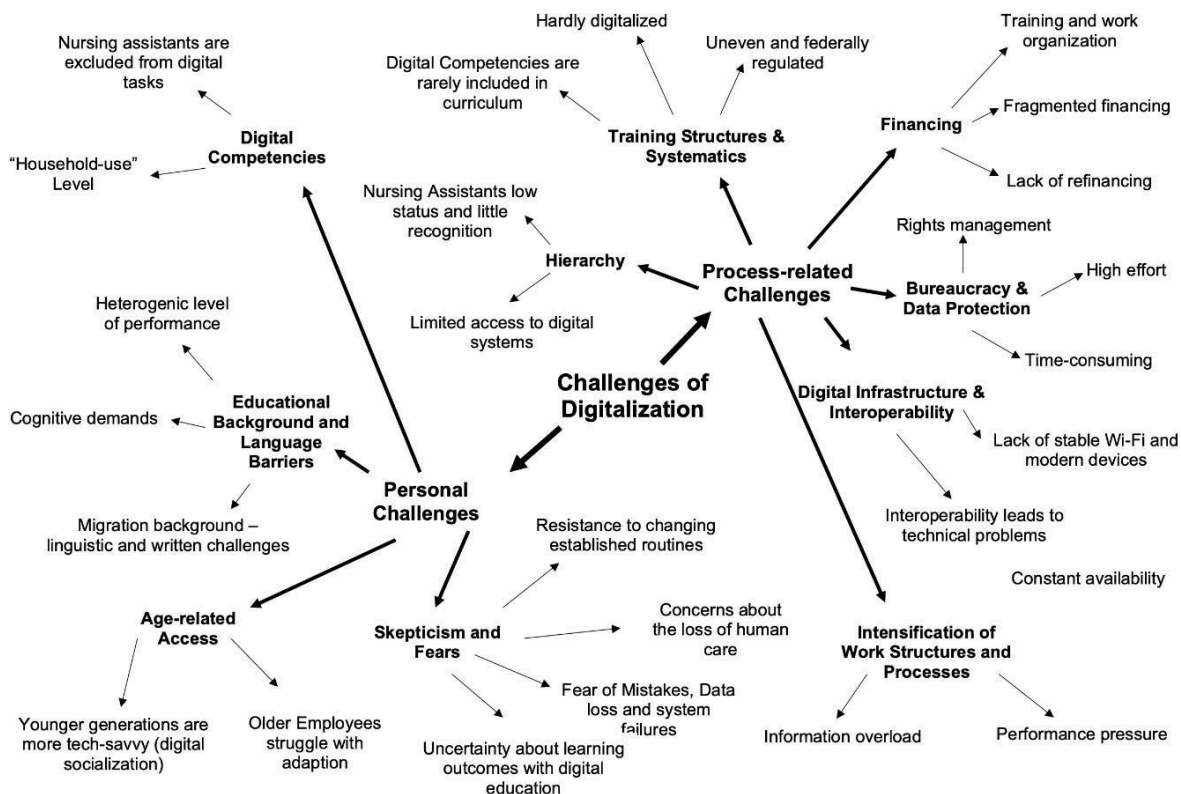 Nursing assistants are
excluded from digital
tasks
Digital
Competencies
“Household-use”
Level
Hardly digitalized
Digital Competencies are
rarely included in
curriculum
Uneven and federally
regulated
Training Structures &
Systematics
Training and work
organization
Financing
Fragmented financing
Lack of refinancing
Nursing Assistants low
status and little
recognition
Hierarchy
Limited access to digital
systems
Process-related
Challenges
Rights management
High effort
Bureaucracy &
Data Protection
Time-consuming
Heterogenic level
of performance
Cognitive demands
Educational
Background and
Language
Barriers
Migration background –
linguistic and written challenges
Challenges of
Digitalization
Digital Infrastructure &
Interoperability
Lack of stable Wi-Fi and
modern devices
Interoperability leads to
technical problems
Personal
Challenges
Resistance to changing
established routines
Constant availability
Age-related
Access
Skepticism and
Fears
Concerns about
the loss of human
care
Intensification of
Work Structures and
Processes
Younger generations are
more tech-savvy (digital
socialization)
Older Employees
struggle with
adaption
Fear of Mistakes, Data
loss and system
failures
Uncertainty about learning
outcomes with digital
education
Information overload
Performance pressure